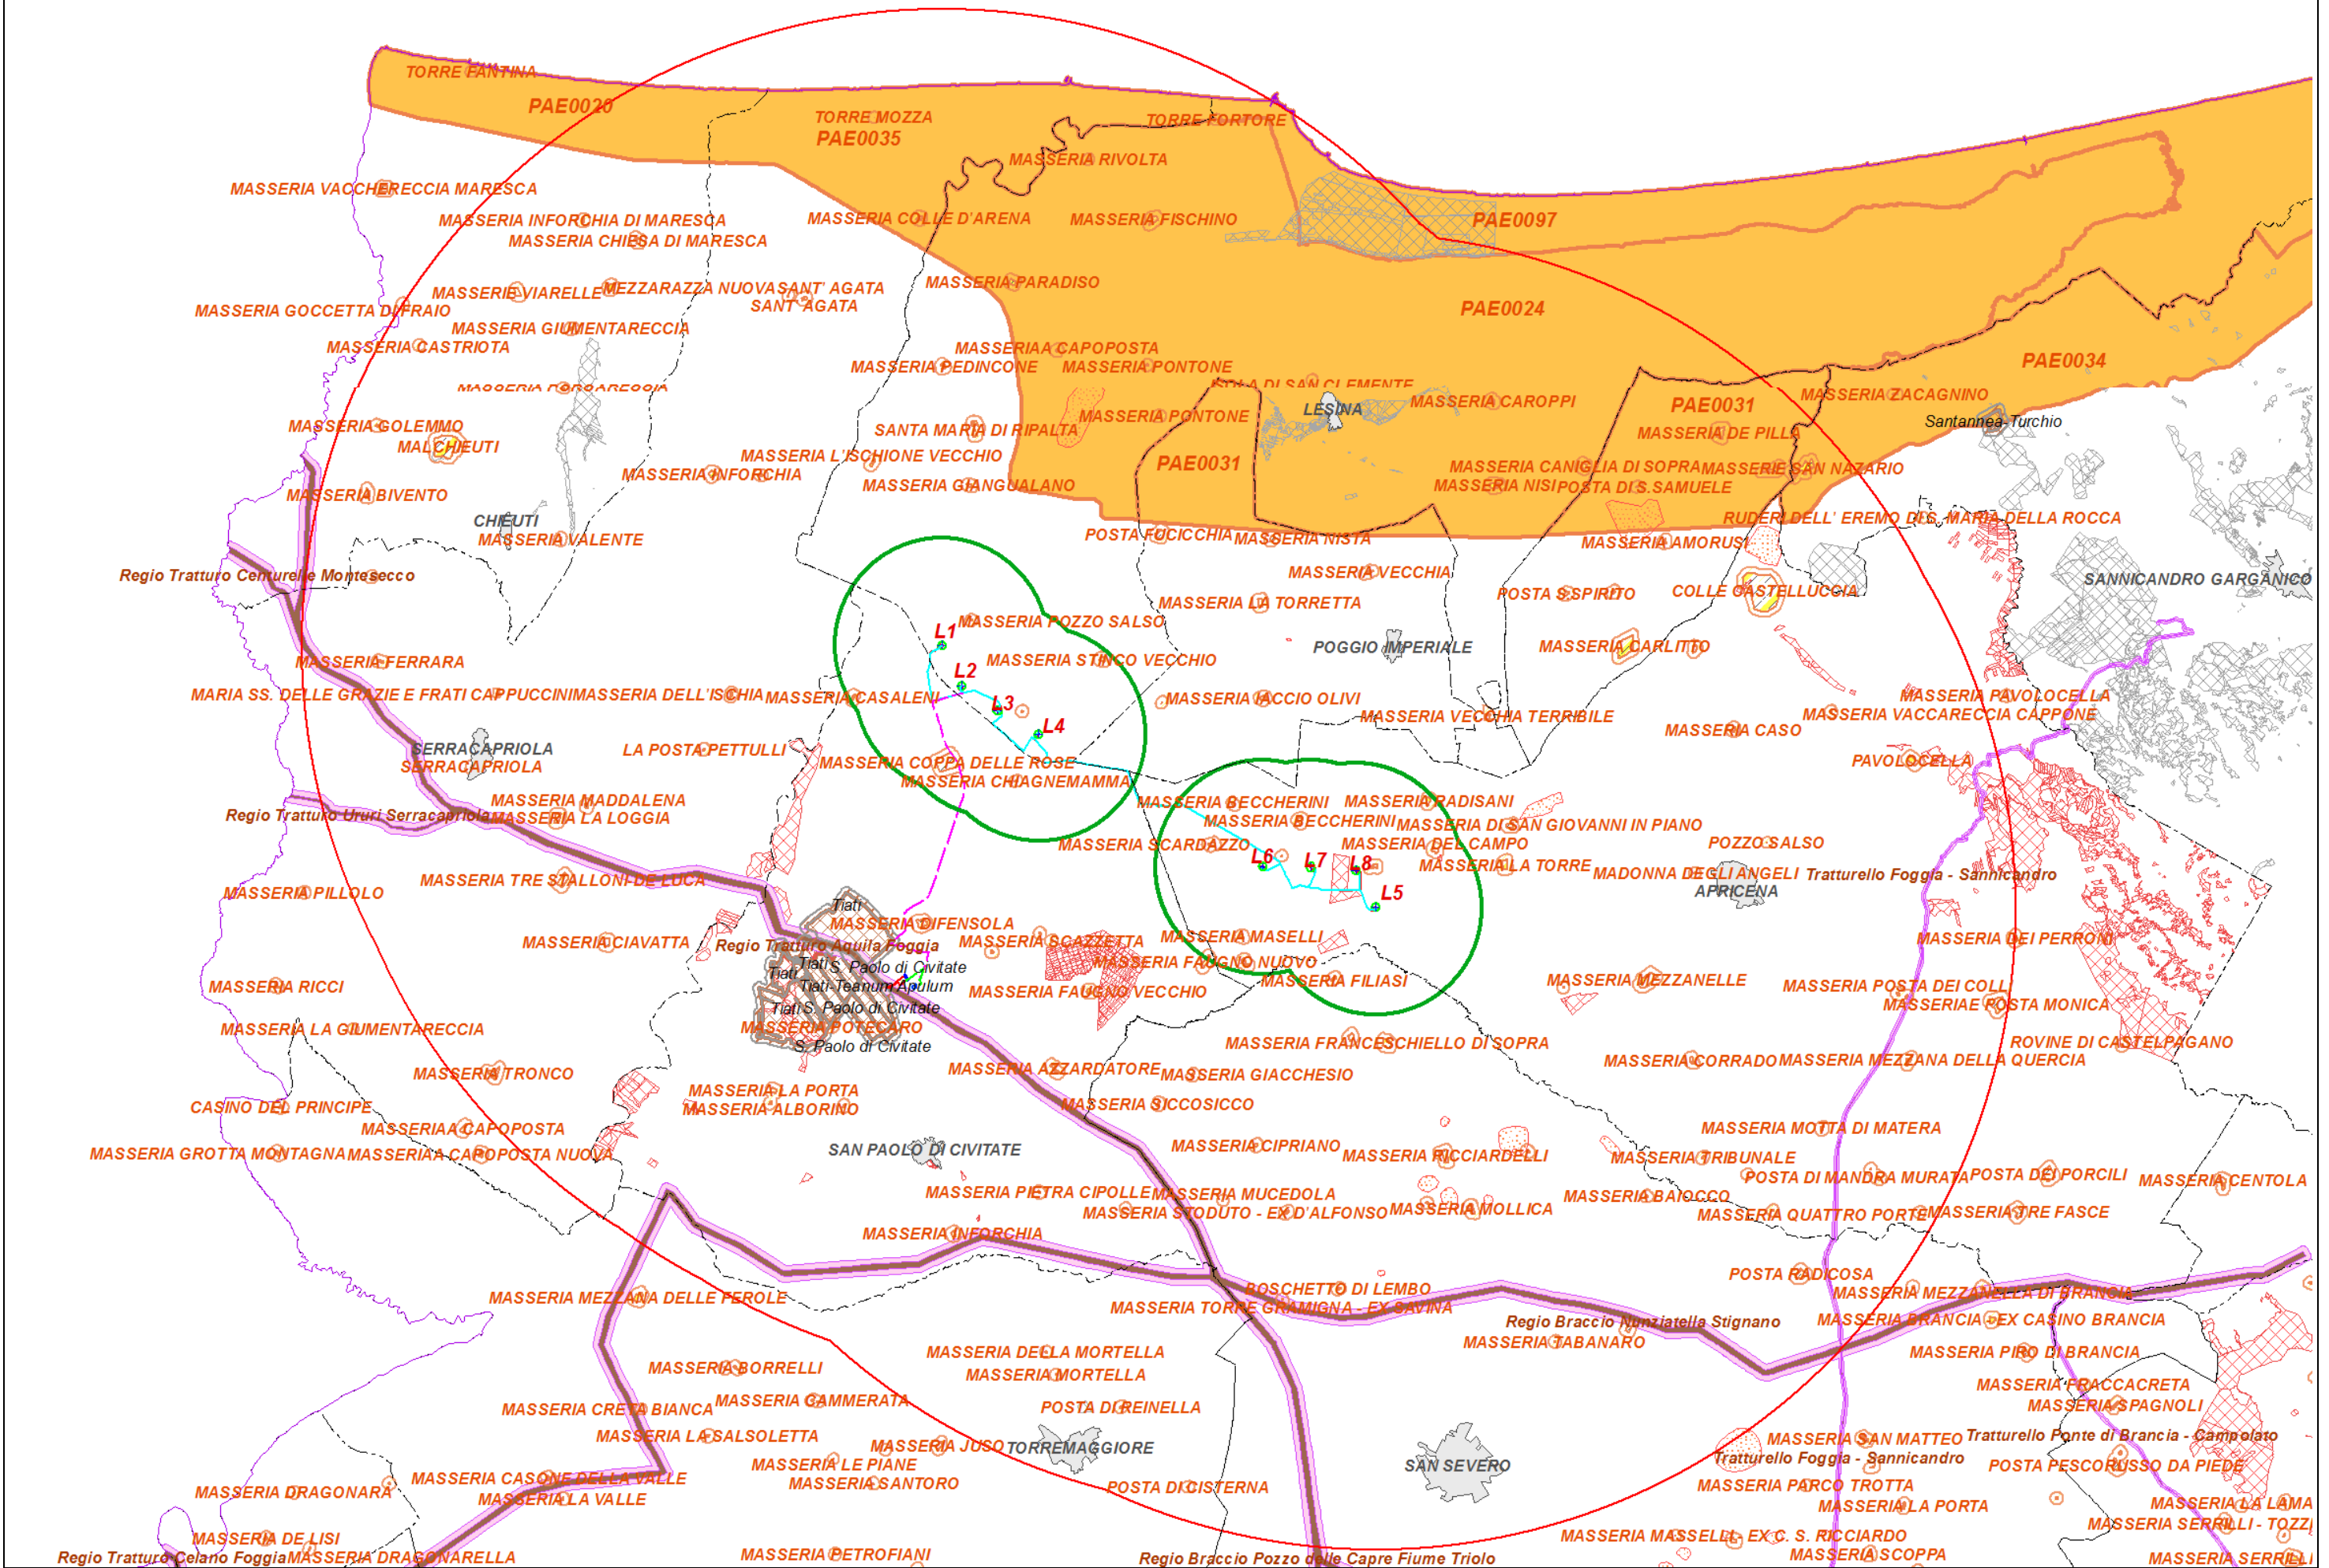 TORRE FANTINA
PAE0020
TORRE MOZZA
PAE0035
TORRE FORTORE
MASSERIA RIVOLTA
MASSERIA VACCHERECCIA MARESCA
MASSERIA INFORCHIA DI MARESCA
MASSERIA CHIESA DI MARESCA
MASSERIA COLLE D'ARENA
MASSERIA FISCHINO
PAE0097
MASSERIA PARADISO
MASSERIE VIARELLE
MEZZARAZZA NUOVA
SANT' AGATA
SANT' AGATA
MASSERIA GOCCETTA DI FRAIO
PAE0024
MASSERIA GIUMENTARECCIA
MASSERIA CASTRIOTA
MASSERIA CAPOPOSTA
MASSERIA PEDINCONE
MASSERIA PONTONE
PAE0034
ISOLA DI SAN CLEMENTE
MASSERIA ZACAGNINO
MASSERIA CAROPPI
PAE0031
LESINA
MASSERIA PONTONE
Santannea-Turchio
MASSERIA GOLEMMO
SANTA MARIA DI RIPALTA
MASSERIA DE PILLA
MALCHIEUTI
MASSERIA L'ISCHIONE VECCHIO
PAE0031
MASSERIA CANIGLIA DI SOPRA
MASSERIE SAN NAZARIO
MASSERIA INFORCHIA
MASSERIA GIANGUALANO
MASSERIA NISI
POSTA DI S.SAMUELE
MASSERIA BIVENTO
CHIEUTI
RUDERI DELL' EREMO DI S. MARIA DELLA ROCCA
MASSERIA VALENTE
POSTA FUCICCHIA
MASSERIA NISTA
MASSERIA AMORUSI
Regio Tratturo Centurelle Montesecco
MASSERIA VECCHIA
SANNICANDRO GARGANICO
POSTA S.SPIRITO
COLLE CASTELLUCCIA
MASSERIA LA TORRETTA
MASSERIA POZZO SALSO
L1
POGGIO IMPERIALE
MASSERIA CARLITTO
MASSERIA FERRARA
MASSERIA STINCO VECCHIO
L2
MARIA SS. DELLE GRAZIE E FRATI CAPPUCCINI
MASSERIA DELL'ISCHIA
MASSERIA CASALENI
MASSERIA IACCIO OLIVI
MASSERIA PAVOLOCELLA
L3
MASSERIA VECCHIA TERRIBILE
MASSERIA VACCARECCIA CAPPONE
L4
MASSERIA CASO
SERRACAPRIOLA
LA POSTA PETTULLI
SERRACAPRIOLA
MASSERIA COPPA DELLE ROSE
PAVOLOCELLA
MASSERIA CHIAGNEMAMMA
MASSERIA MADDALENA
MASSERIA BECCHERINI
MASSERIA RADISANI
Regio Tratturo Ururi Serracapriola
MASSERIA LA LOGGIA
MASSERIA BECCHERINI
MASSERIA DI SAN GIOVANNI IN PIANO
MASSERIA SCARDAZZO
MASSERIA DEL CAMPO
POZZO SALSO
L6
L7
L8
MASSERIA LA TORRE
MADONNA DEGLI ANGELI
Tratturello Foggia - Sannicandro
MASSERIA TRE STALLONI DE LUCA
MASSERIA PILLOLO
L5
APRICENA
Tiati
MASSERIA DIFENSOLA
MASSERIA CIAVATTA
Regio Tratturo Aquila Foggia
MASSERIA SCAZZETTA
MASSERIA MASELLI
MASSERIA DEI PERRONI
Tiati
Tiati
S. Paolo di Civitate
MASSERIA FAUGNO NUOVO
MASSERIA RICCI
Tiati-Teanum Apulum
MASSERIA FAUGNO VECCHIO
MASSERIA FILIASI
MASSERIA MEZZANELLE
MASSERIA POSTA DEI COLLI
Tiati
S. Paolo di Civitate
MASSERIAE POSTA MONICA
MASSERIA LA GIUMENTARECCIA
MASSERIA POTECARO
S. Paolo di Civitate
MASSERIA FRANCESCHIELLO DI SOPRA
ROVINE DI CASTELPAGANO
MASSERIA CORRADO
MASSERIA MEZZANA DELLA QUERCIA
MASSERIA TRONCO
MASSERIA AZZARDATORE
MASSERIA GIACCHESIO
MASSERIA LA PORTA
CASINO DEL PRINCIPE
MASSERIA ALBORINO
MASSERIA SICCOSICCO
MASSERIA CAPOPOSTA
MASSERIA MOTTA DI MATERA
MASSERIA GROTTA MONTAGNA
MASSERIA CAPOPOSTA NUOVA
SAN PAOLO DI CIVITATE
MASSERIA CIPRIANO
MASSERIA RICCIARDELLI
MASSERIA TRIBUNALE
POSTA DI MANDRA MURATA
POSTA DEI PORCILI
MASSERIA CENTOLA
MASSERIA PIETRA CIPOLLE
MASSERIA MUCEDOLA
MASSERIA BAIOCCO
MASSERIA STODUTO - EX D'ALFONSO
MASSERIA MOLLICA
MASSERIA QUATTRO PORTE
MASSERIA TRE FASCE
MASSERIA INFORCHIA
POSTA RADICOSA
MASSERIA MEZZANA DELLE FEROLE
BOSCHETTO DI LEMBO
MASSERIA MEZZANELLA DI BRANCIA
MASSERIA TORRE GRAMIGNA - EX SAVINA
Regio Braccio Nunziatella Stignano
MASSERIA BRANCIA - EX CASINO BRANCIA
MASSERIA TABANARO
MASSERIA DELLA MORTELLA
MASSERIA PIRO DI BRANCIA
MASSERIA BORRELLI
MASSERIA MORTELLA
MASSERIA FRACCACRETA
MASSERIA GAMMERATA
MASSERIA CRETA BIANCA
POSTA DI REINELLA
MASSERIA SPAGNOLI
MASSERIA LA SALSOLETTA
MASSERIA JUSO
TORREMAGGIORE
MASSERIA SAN MATTEO
Tratturello Ponte di Brancia - Campolato
MASSERIA LE PIANE
SAN SEVERO
Tratturello Foggia - Sannicandro
POSTA PESCORUSSO DA PIEDE
MASSERIA CASONE DELLA VALLE
MASSERIA SANTORO
POSTA DI CISTERNA
MASSERIA PARCO TROTTA
MASSERIA DRAGONARA
MASSERIA LA VALLE
MASSERIA LA PORTA
MASSERIA LA LAMA
MASSERIA SERRILLI - TOZZI
MASSERIA DE LISI
MASSERIA MASSELLI - EX C. S. RICCIARDO
Regio Tratturo Celano Foggia
MASSERIA DRAGONARELLA
MASSERIA PETROFIANI
Regio Braccio Pozzo delle Capre Fiume Triolo
MASSERIA SCOPPA
MASSERIA SERRILLI